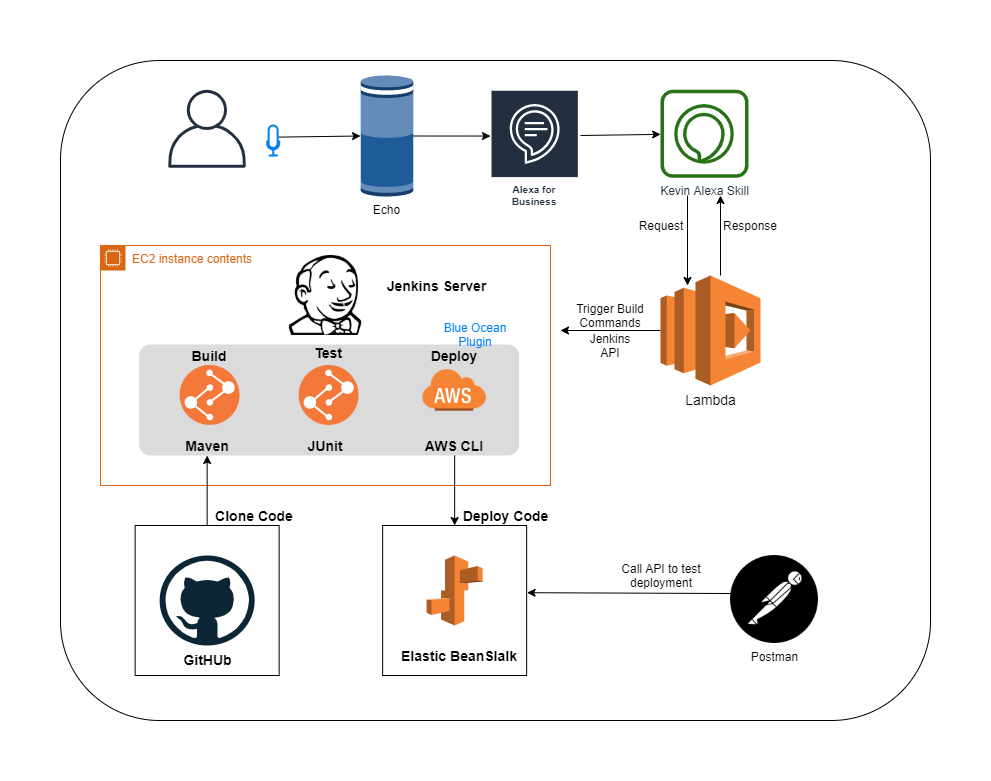 Echo
Alexa for
Business
Kevin Alexa Skill
Request
Response
EC2 instance contents
Jenkins Server
Blue Ocean
Plugin
Trigger Build
Commands
Jenkins
API
Lambda
Build
Test
Deploy
AWS
Maven
JUnit
AWS CLI
Clone Code
Deploy Code
GitHUb
Elastic BeanSlalk
Call API to test
deployment
Postman